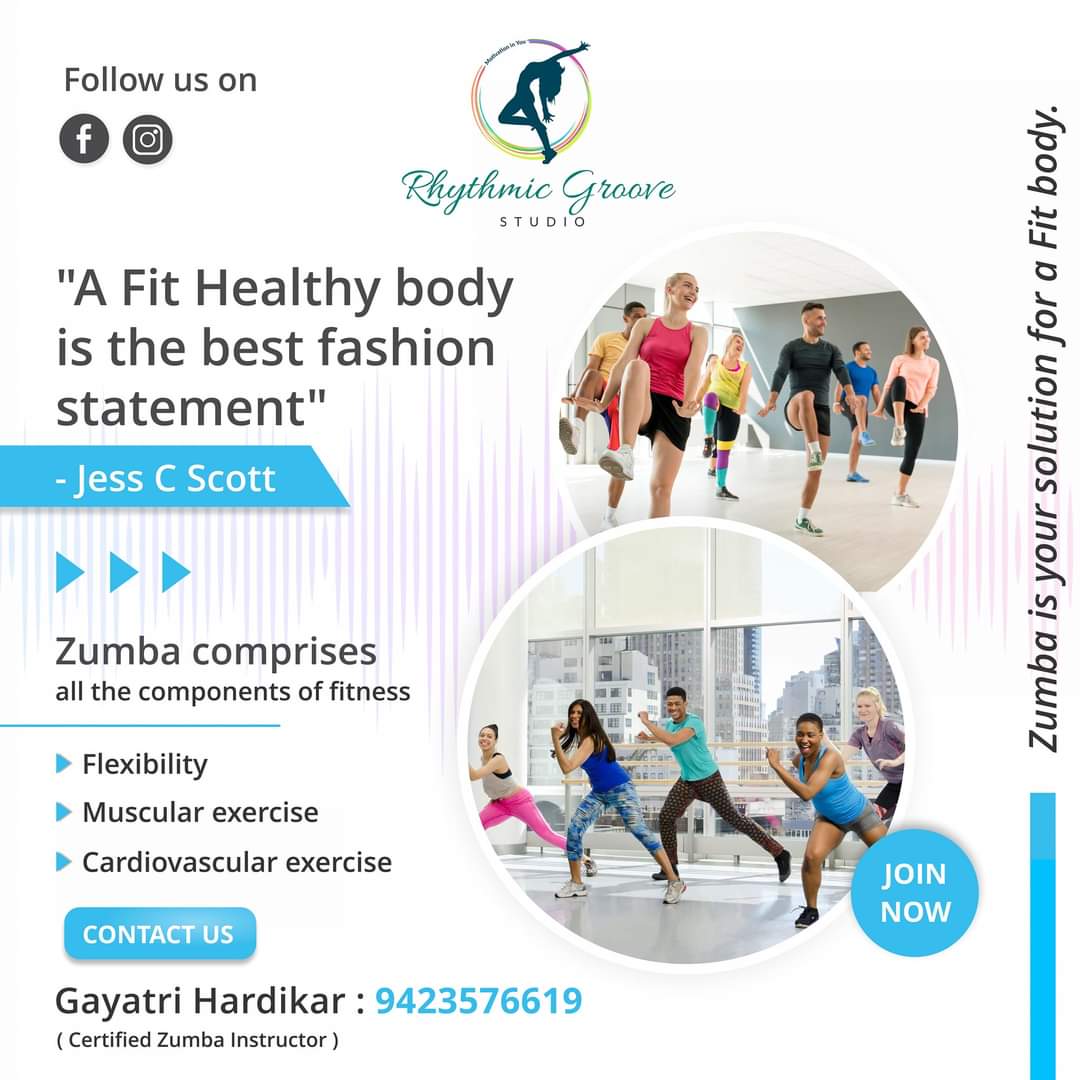 Follow us on
Motivation in You
Rhythmic Groove
STUDIO
"A Fit Healthy body
is the best fashion
statement"
- Jess C Scott
Zumba comprises
all the components of fitness
Flexibility
Muscular exercise
Cardiovascular exercise
CONTACT US
Gayatri Hardikar : 9423576619
( Certified Zumba Instructor )
JOIN
NOW
Zumba is your solution for a Fit body.